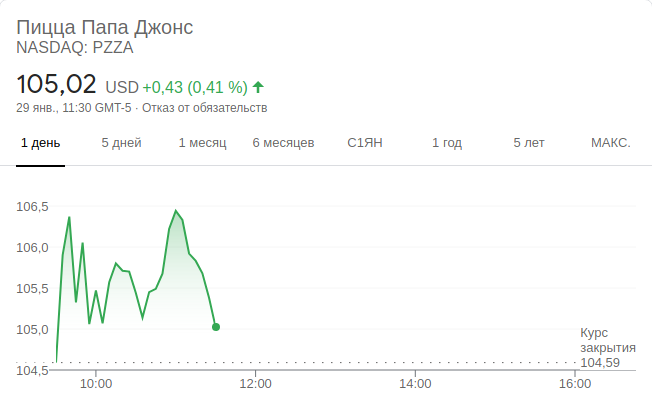 Пицца Папа Джонс
NASDAQ: PZZA
105,02 USD +0,43 (0,41 %)
29 янв., 11:30 GMT-5 · Отказ от обязательств
1 день 5 дней 1 месяц 6 месяцев С1ЯН 1 год 5 лет МАКС.
106,5
106,0
105,5
105,0
Курс
закрытия
104,59
104,5
10:00 12:00 14:00 16:00